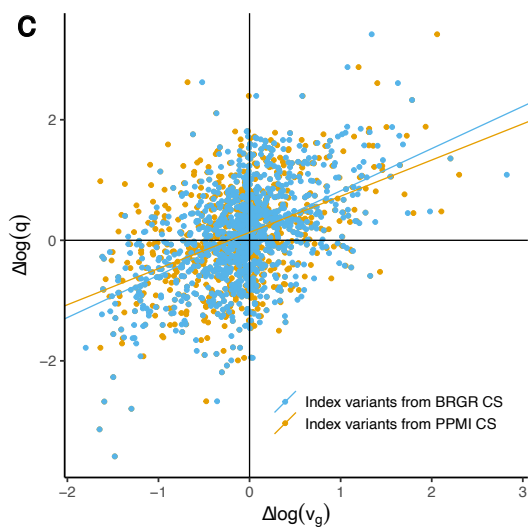 C
Δlog(q)
2
0
−2
Index variants from BRGR CS
Index variants from PPMI CS
−2 −1 0 1 2 3
Δlog(vg)